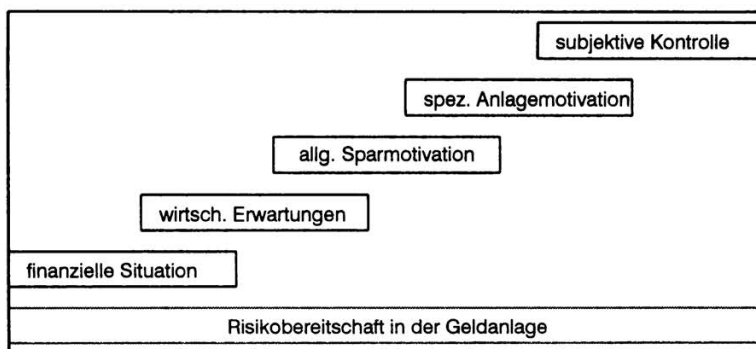 subjektive Kontrolle
spez. Anlagemotivation
allg. Sparmotivation
wirtsch. Erwartungen
finanzielle Situation
Risikobereitschaft in der Geldanlage